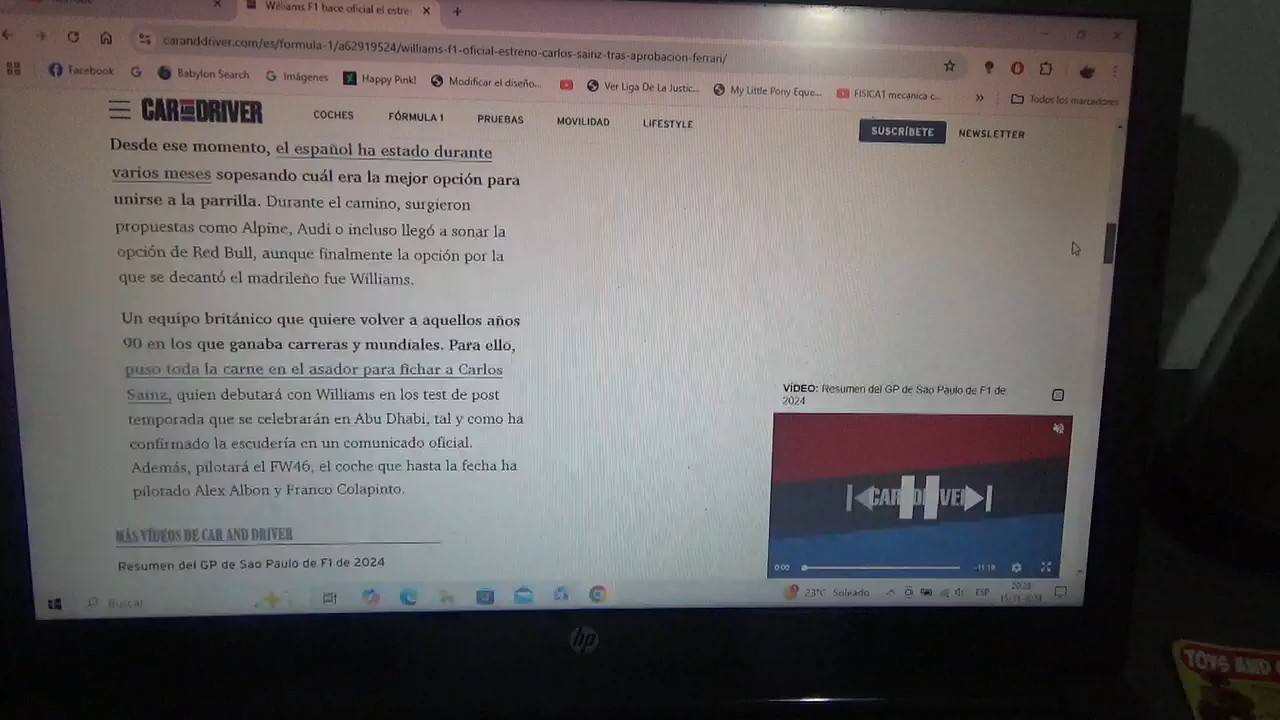 Williams F1 hace oficial el estre
caranddriver.com/es/formula-1/a62919524/williams-f1-oficial-estreno-carlos-sainz-tras-aprobacion-ferrari/
Facebook
Babylon Search
Imágenes
Happy Pink!
Modificar el diseño...
Ver Liga De La Justic...
My Little Pony Eque...
FISICA1 mecanica c...
»
Todos los marcadores
CAR AND DRIVER
COCHES
FÓRMULA 1
PRUEBAS
MOVILIDAD
LIFESTYLE
SUSCRÍBETE
NEWSLETTER
Desde ese momento, el español ha estado durante
varios meses sopesando cuál era la mejor opción para
unirse a la parrilla. Durante el camino, surgieron
propuestas como Alpine, Audi o incluso llegó a sonar la
opción de Red Bull, aunque finalmente la opción por la
que se decantó el madrileño fue Williams.
Un equipo británico que quiere volver a aquellos años
90 en los que ganaba carreras y mundiales. Para ello,
puso toda la carne en el asador para fichar a Carlos
Sainz, quien debutará con Williams en los test de post
temporada que se celebrarán en Abu Dhabi, tal y como ha
confirmado la escudería en un comunicado oficial.
Además, pilotará el FW46, el coche que hasta la fecha ha
pilotado Alex Albon y Franco Colapinto.
MÁS VÍDEOS DE CAR AND DRIVER
Resumen del GP de Sao Paulo de F1 de 2024
VÍDEO: Resumen del GP de Sao Paulo de F1 de
2024
CAR DRIVER
0:00
-11:19
Buscar
23°C Soleado
ESP
hp
TOYS AND